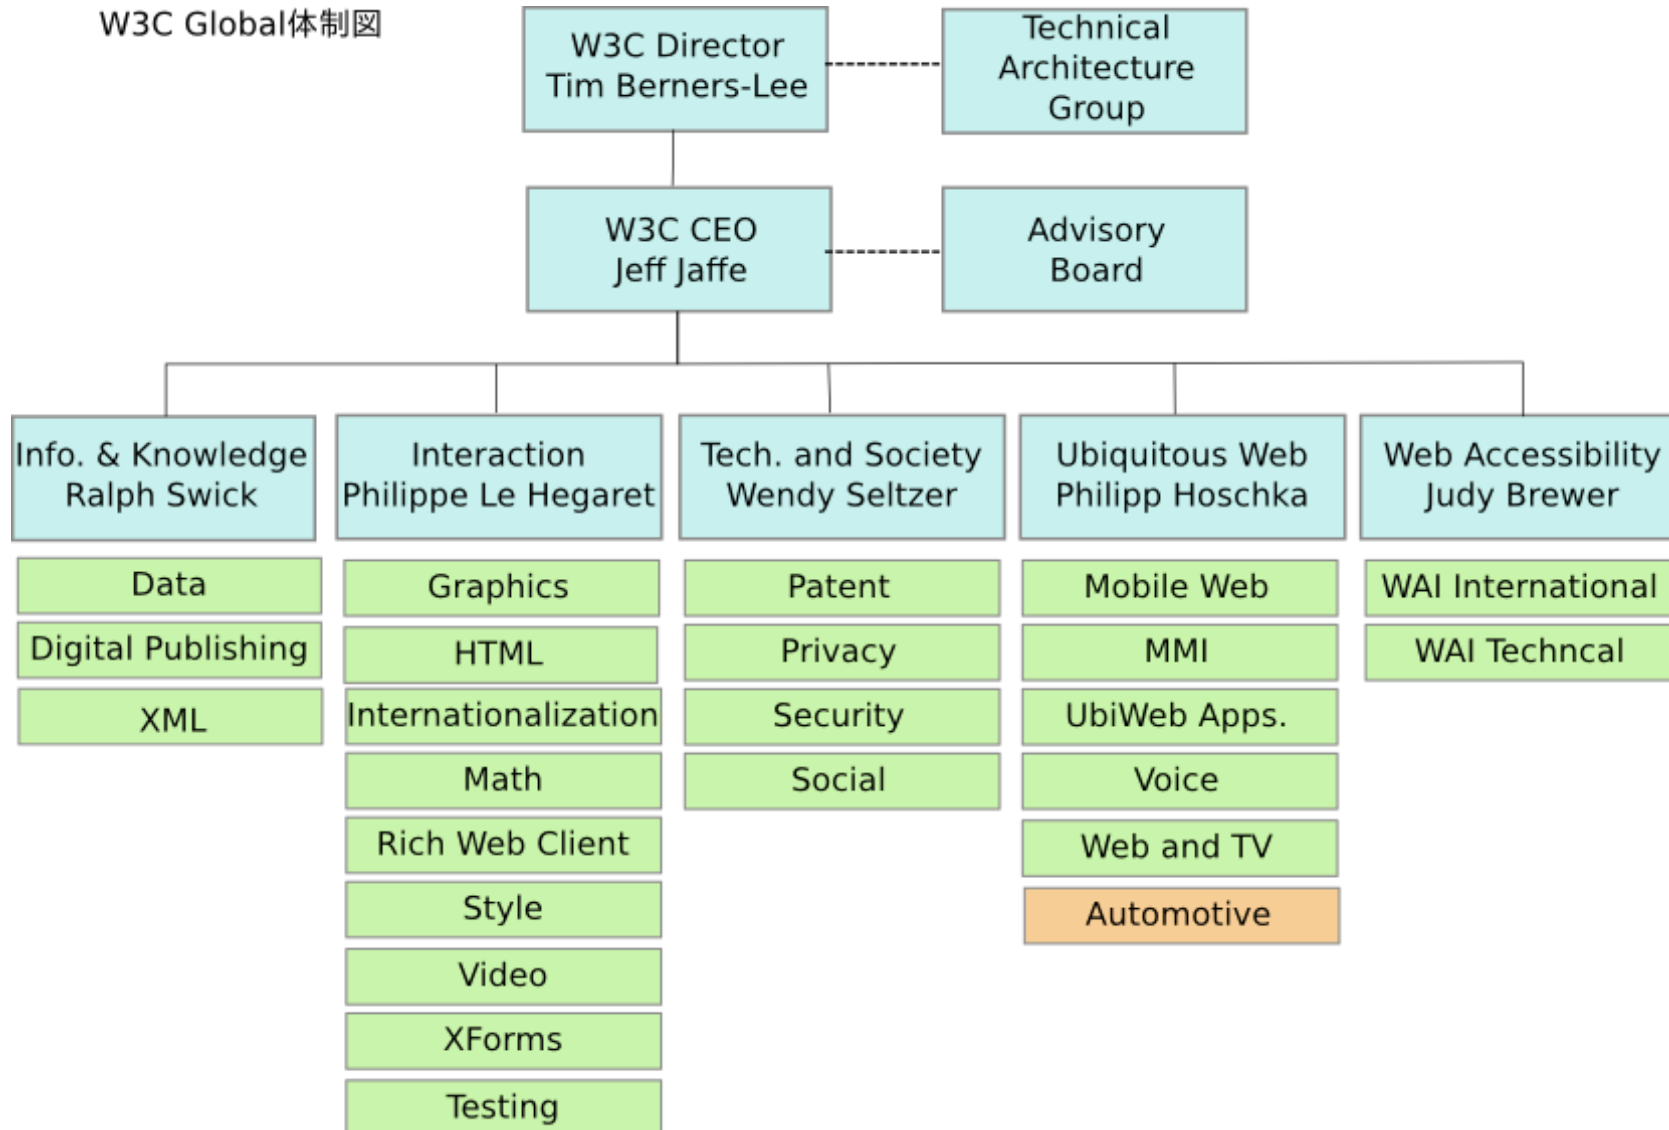 W3C Global体制図
W3C Director
Tim Berners-Lee
Technical
Architecture
Group
W3C CEO
Jeff Jaffe
Advisory
Board
Info. & Knowledge
Ralph Swick
Interaction
Philippe Le Hegaret
Tech. and Society
Wendy Seltzer
Ubiquitous Web
Philipp Hoschka
Web Accessibility
Judy Brewer
Data
Digital Publishing
XML
Graphics
HTML
Internationalization
Math
Rich Web Client
Style
Video
XForms
Testing
Patent
Privacy
Security
Social
Mobile Web
MMI
UbiWeb Apps.
Voice
Web and TV
Automotive
WAI International
WAI Techncal